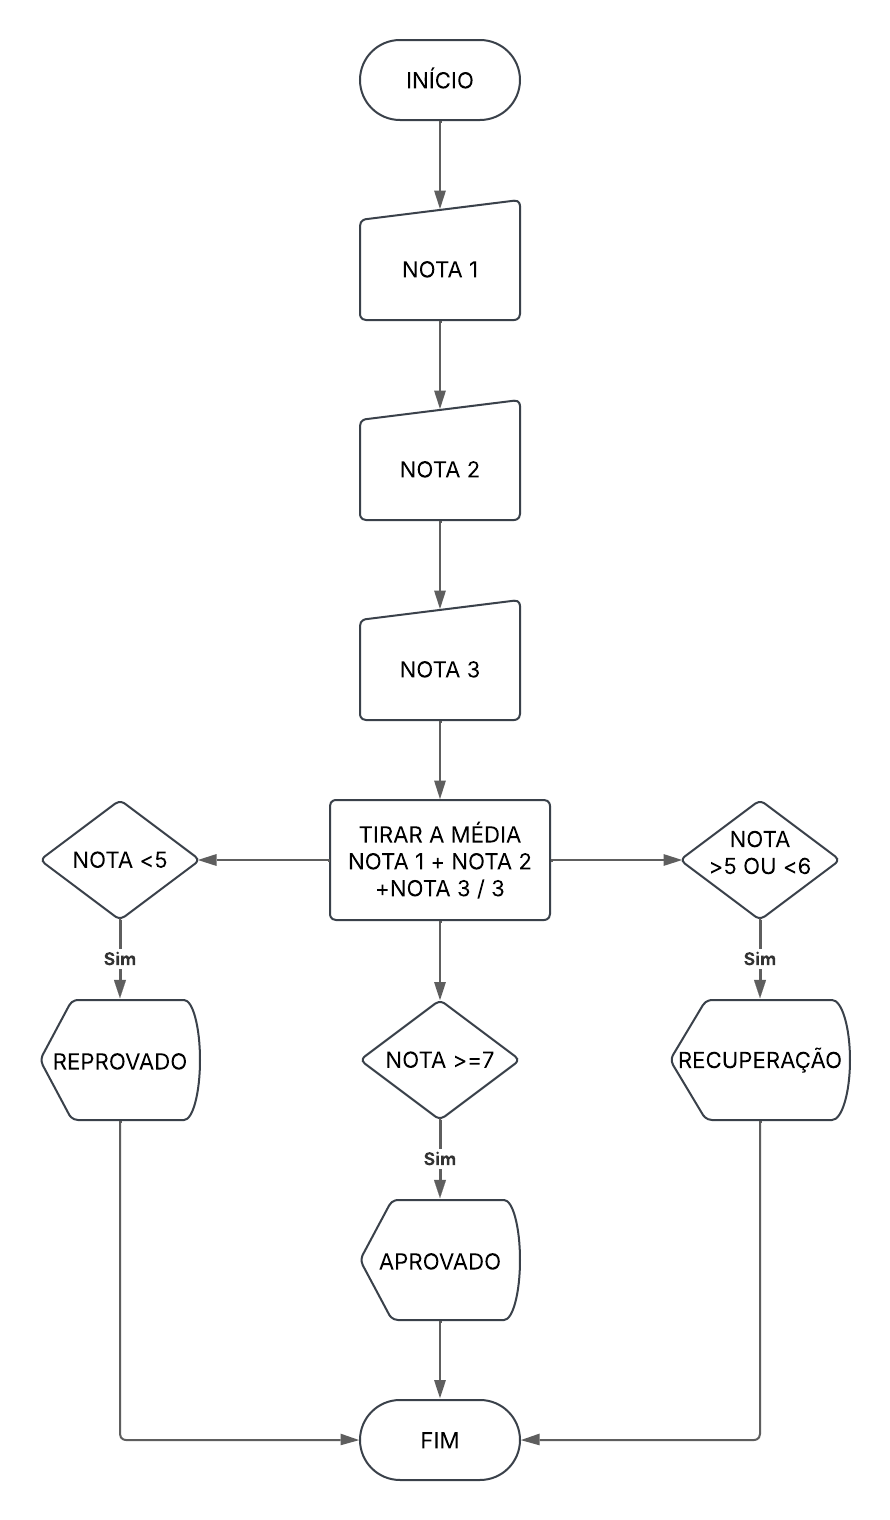 INÍCIO
NOTA 1
NOTA 2
NOTA 3
TIRAR A MÉDIA
NOTA 1 + NOTA 2
+NOTA 3 / 3
NOTA <5
NOTA
>5 OU <6
Sim
Sim
REPROVADO
NOTA >=7
RECUPERAÇÃO
Sim
APROVADO
FIM